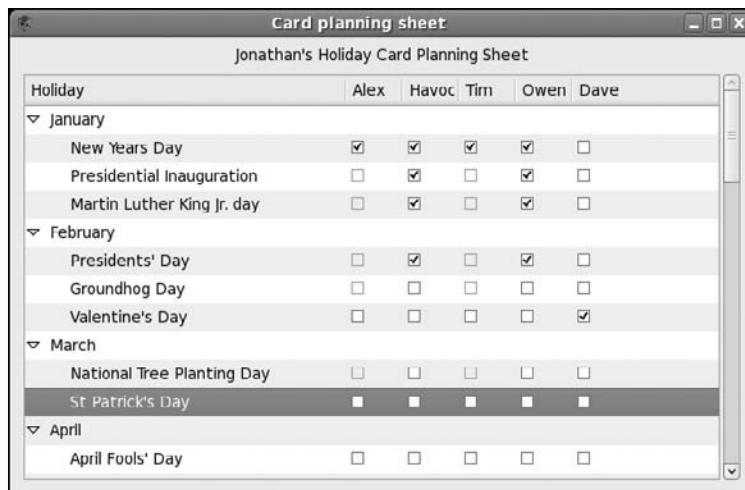 Card planning sheet
Jonathan's Holiday Card Planning Sheet
Holiday Alex Havoc Tim Owen Dave
January
New Years Day
Presidential Inauguration
Martin Luther King Jr. day
February
Presidents' Day
Groundhog Day
Valentine's Day
March
National Tree Planting Day
St Patrick's Day
April
April Fools' Day